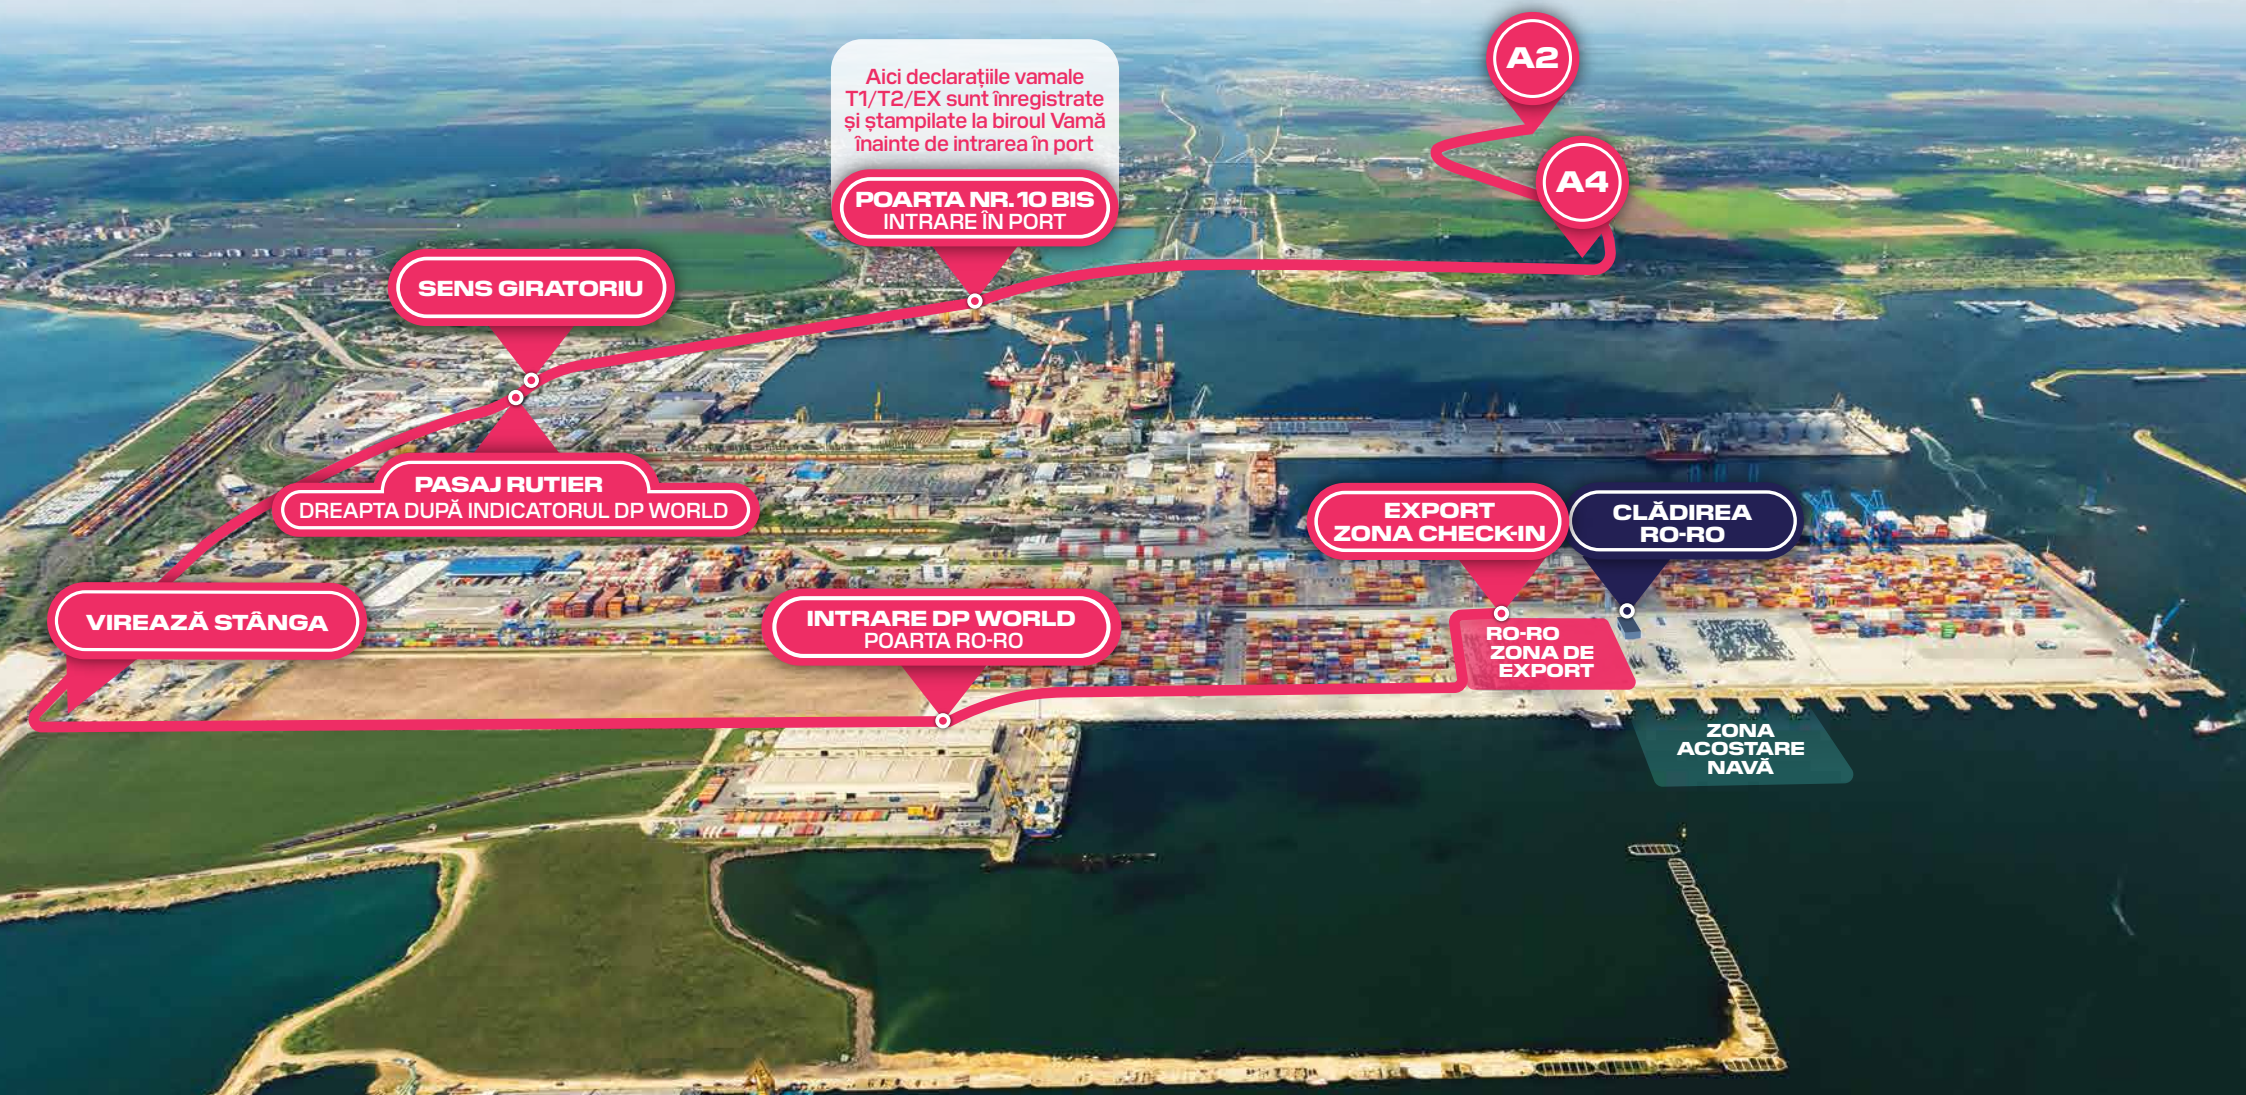 A2
Aici declarațiile vamale
T1/T2/EX sunt înregistrate
și ștampilate la biroul Vamă
înainte de intrarea în port
A4
POARTA NR. 10 BIS
INTRARE ÎN PORT
SENS GIRATORIU
PASAJ RUTIER
DREAPTA DUPĂ INDICATORUL DP WORLD
EXPORT
ZONA CHECK-IN
CLĂDIREA
RO-RO
VIREAZĂ STÂNGA
INTRARE DP WORLD
POARTA RO-RO
RO-RO
ZONA DE
EXPORT
ZONA
ACOSTARE
NAVĂ